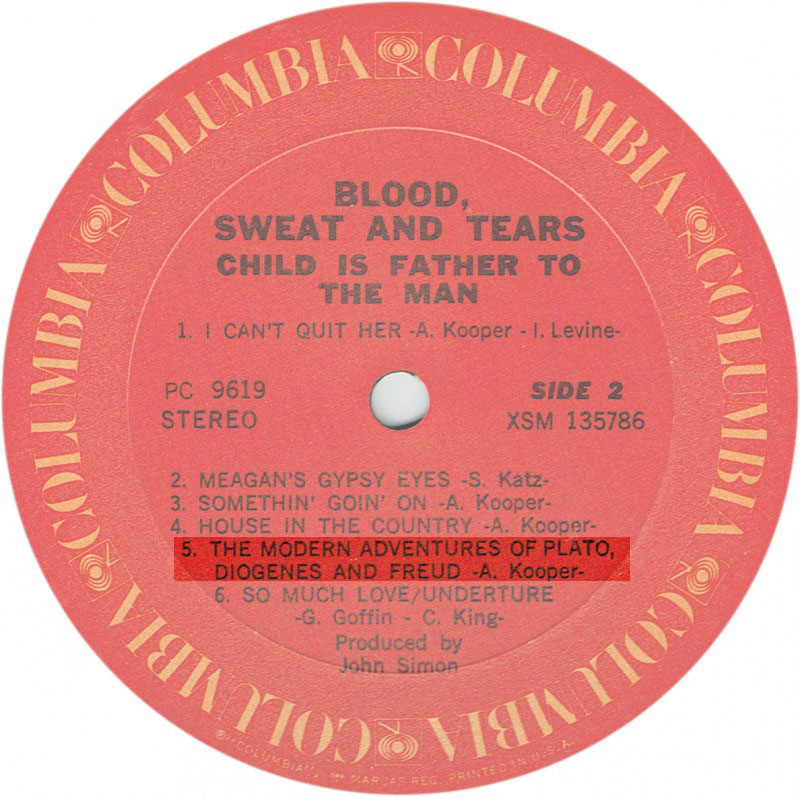 COLUMBIA COLUMBIA COLUMBIA COLUMBIA COLUMBIA COLUMBIA COLUMBIA COLUMBIA
BLOOD,
SWEAT AND TEARS
CHILD IS FATHER TO
THE MAN
1. I CAN'T QUIT HER -A. Kooper - I. Levine-
PC 9619 SIDE 2
STEREO XSM 135786
2. MEAGAN'S GYPSY EYES -S. Katz-
3. SOMETHIN' GOIN' ON -A. Kooper-
4. HOUSE IN THE COUNTRY -A. Kooper-
5. THE MODERN ADVENTURES OF PLATO,
DIOGENES AND FREUD -A. Kooper-
6. SO MUCH LOVE/UNDERTURE
-G. Goffin - C. King-
Produced by
John Simon
®"COLUMBIA", MARCAS REG. PRINTED IN U.S.A.